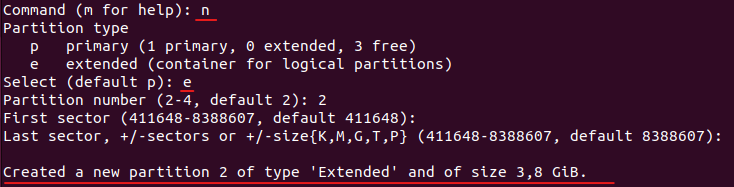 Command (m for help): n
Partition type
   p   primary (1 primary, 0 extended, 3 free)
   e   extended (container for logical partitions)
Select (default p): e
Partition number (2-4, default 2): 2
First sector (411648-8388607, default 411648):
Last sector, +/-sectors or +/-size{K,M,G,T,P} (411648-8388607, default 8388607):
Created a new partition 2 of type 'Extended' and of size 3,8 GiB.